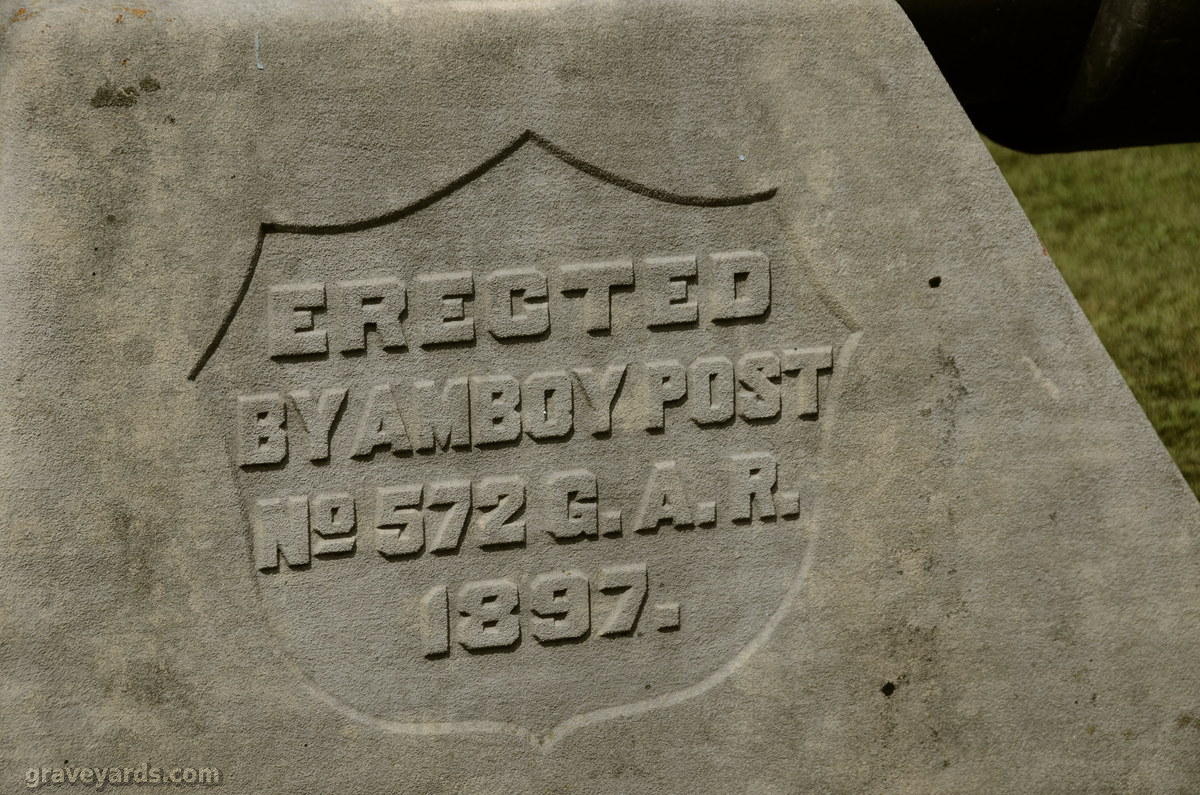 ERECTED
BY AMBOY POST
Nº 572 G. A. R.
1897.
graveyards.com